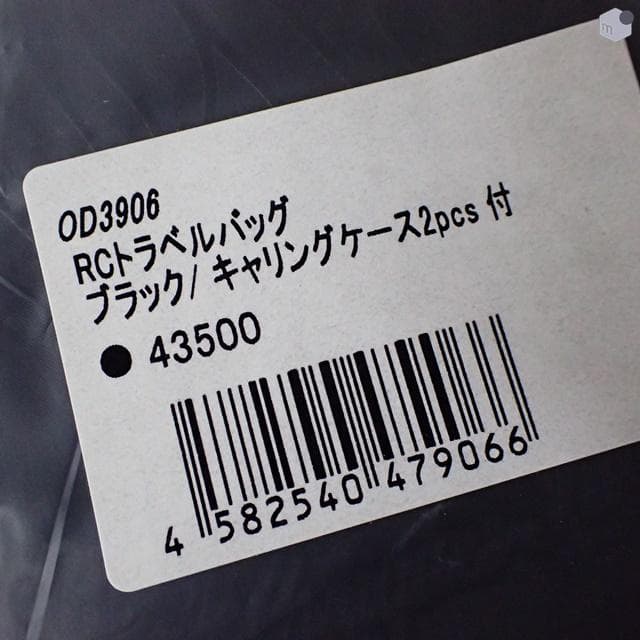 OD3906
RCトラベルバッグ
ブラック/ キャリングケース2pcs 付
● 43500
4 582540 479066
m